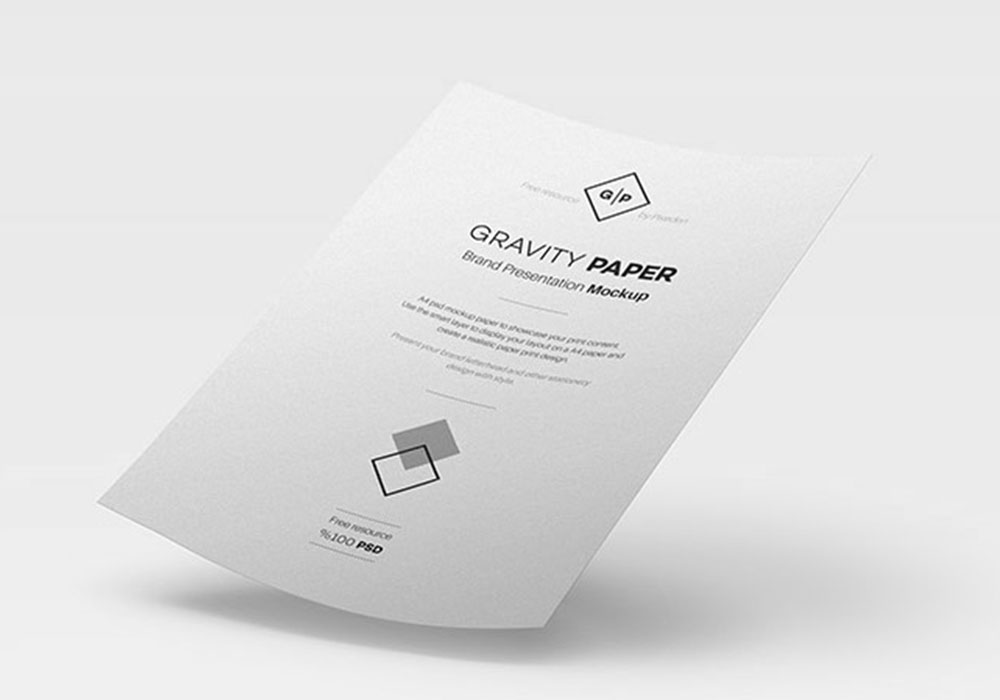 Free resource
G/P
by Pixeden
GRAVITY PAPER
Brand Presentation Mockup
A4 psd mockup paper to showcase your print content.
Use the smart layer to display your layout on a A4 paper and
create a realistic paper print design.
Present your brand letterhead and other stationery
design with style.
Free resource
%100 PSD